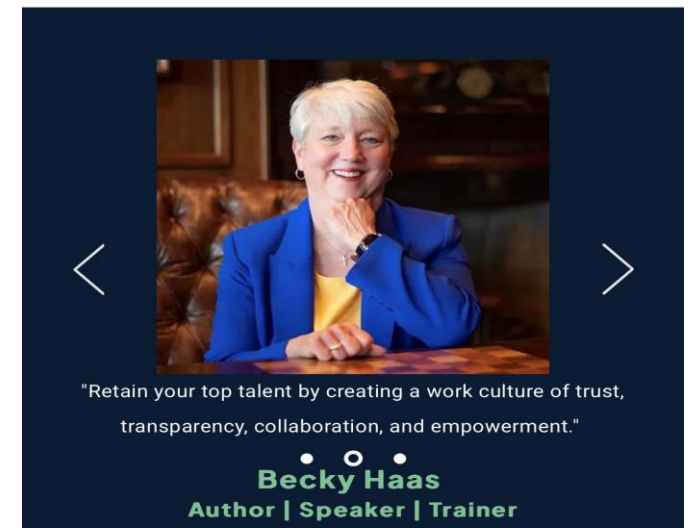 "Retain your top talent by creating a work culture of trust,
transparency, collaboration, and empowerment."
Becky Haas
Author | Speaker | Trainer